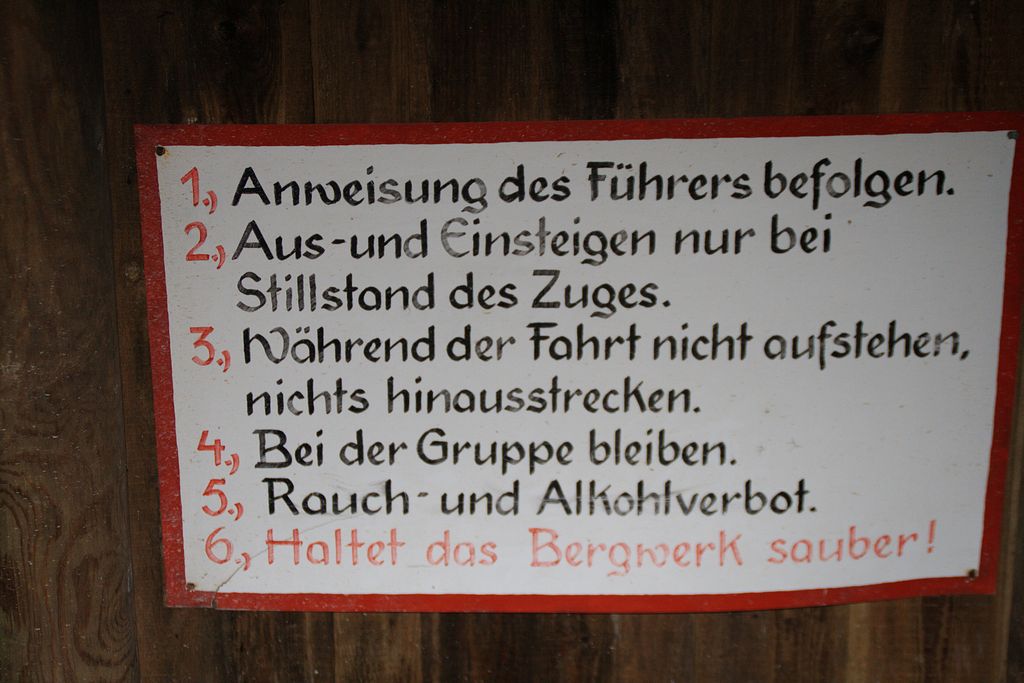 1., Anweisung des Führers befolgen.
2., Aus-und Einsteigen nur bei
Stillstand des Zuges.
3., Während der Fahrt nicht aufstehen,
nichts hinausstrecken.
4., Bei der Gruppe bleiben.
5., Rauch- und Alkohlverbot.
6., Haltet das Bergwerk sauber!